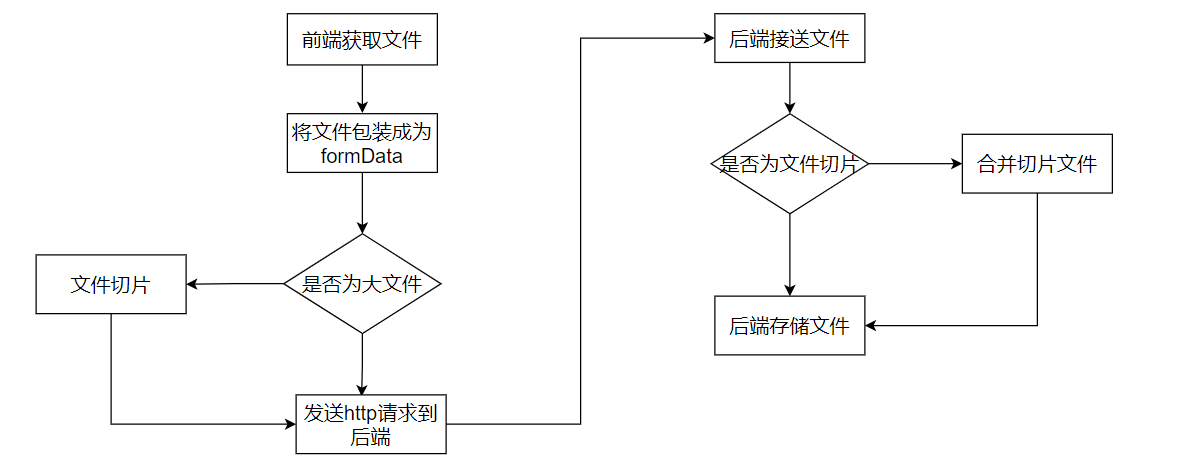 前端获取文件
将文件包装成为
formData
是否为大文件
文件切片
发送http请求到
后端
后端接送文件
是否为文件切片
合并切片文件
后端存储文件